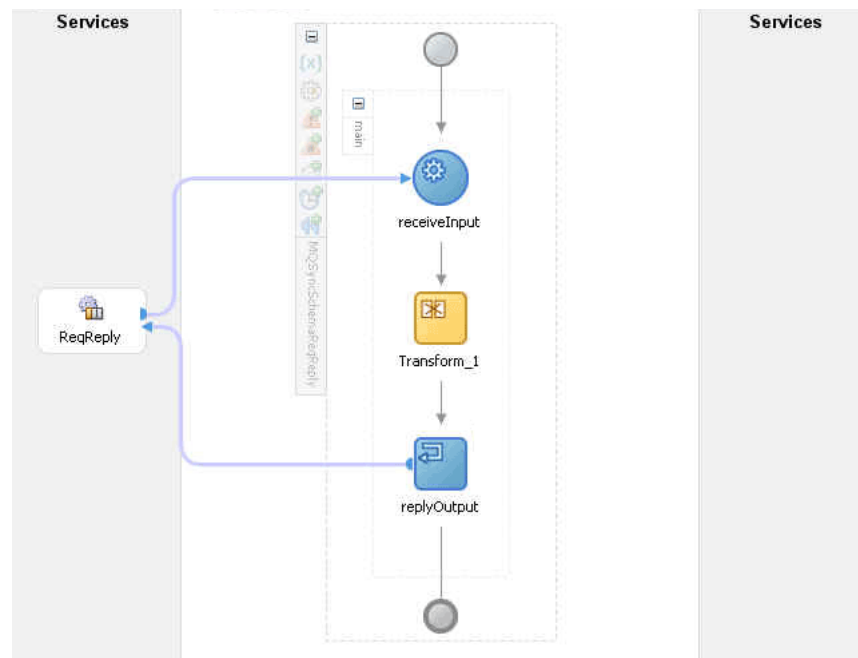 Services
Services
main
receiveInput
MQSyncSchemaReqReply
ReqReply
Transform_1
replyOutput